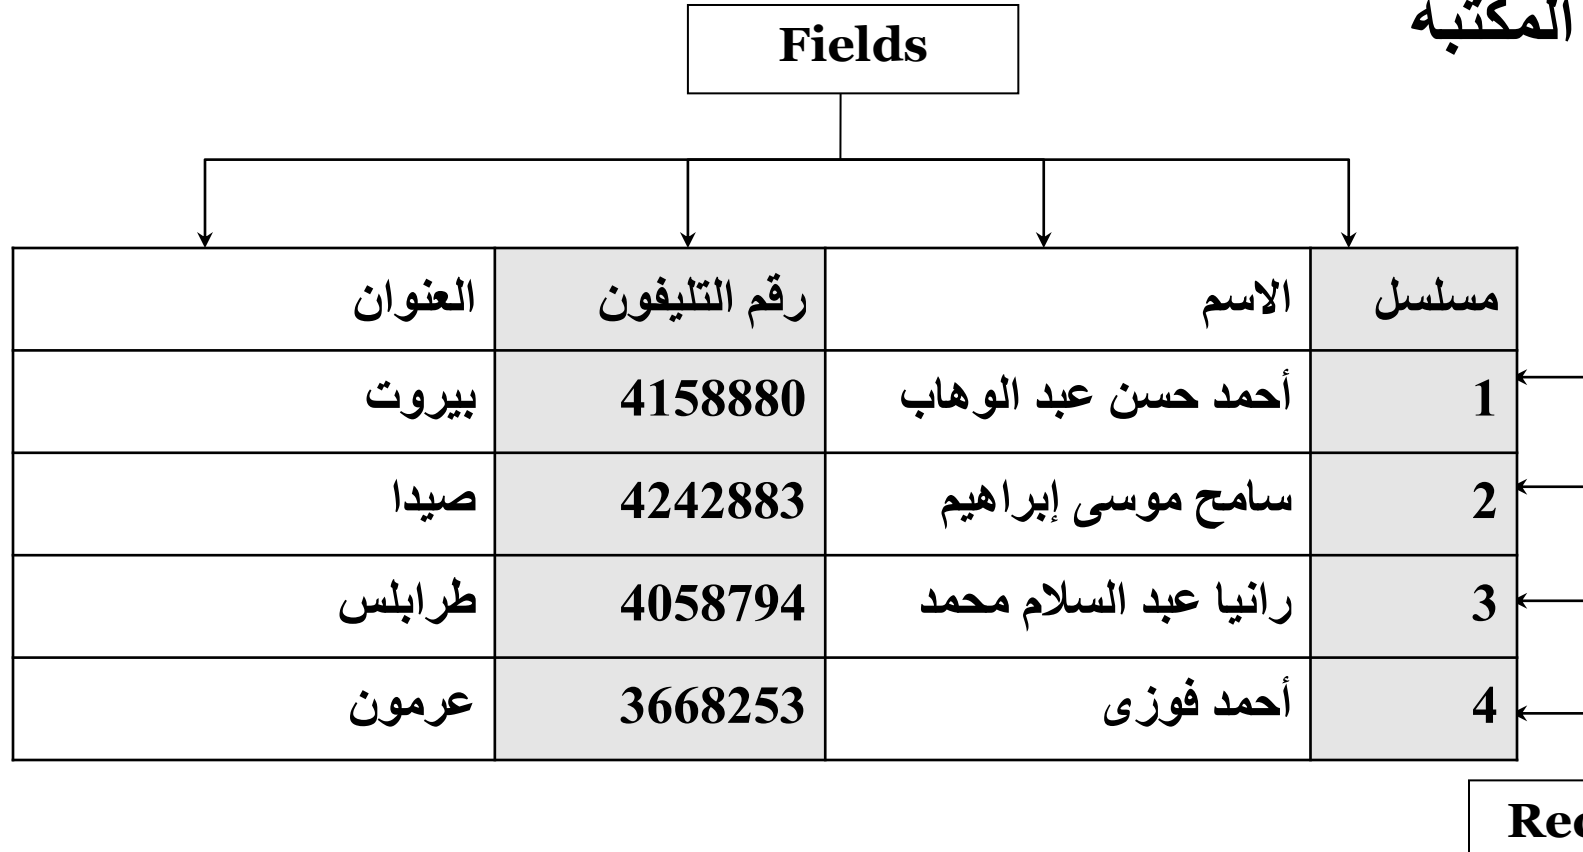 المكتبه
Fields
مسلسل الاسم رقم التليفون العنوان
1 أحمد حسن عبد الوهاب 4158880 بيروت
2 سامح موسى إبراهيم 4242883 صيدا
3 رانيا عبد السلام محمد 4058794 طرابلس
4 أحمد فوزى 3668253 عرمون